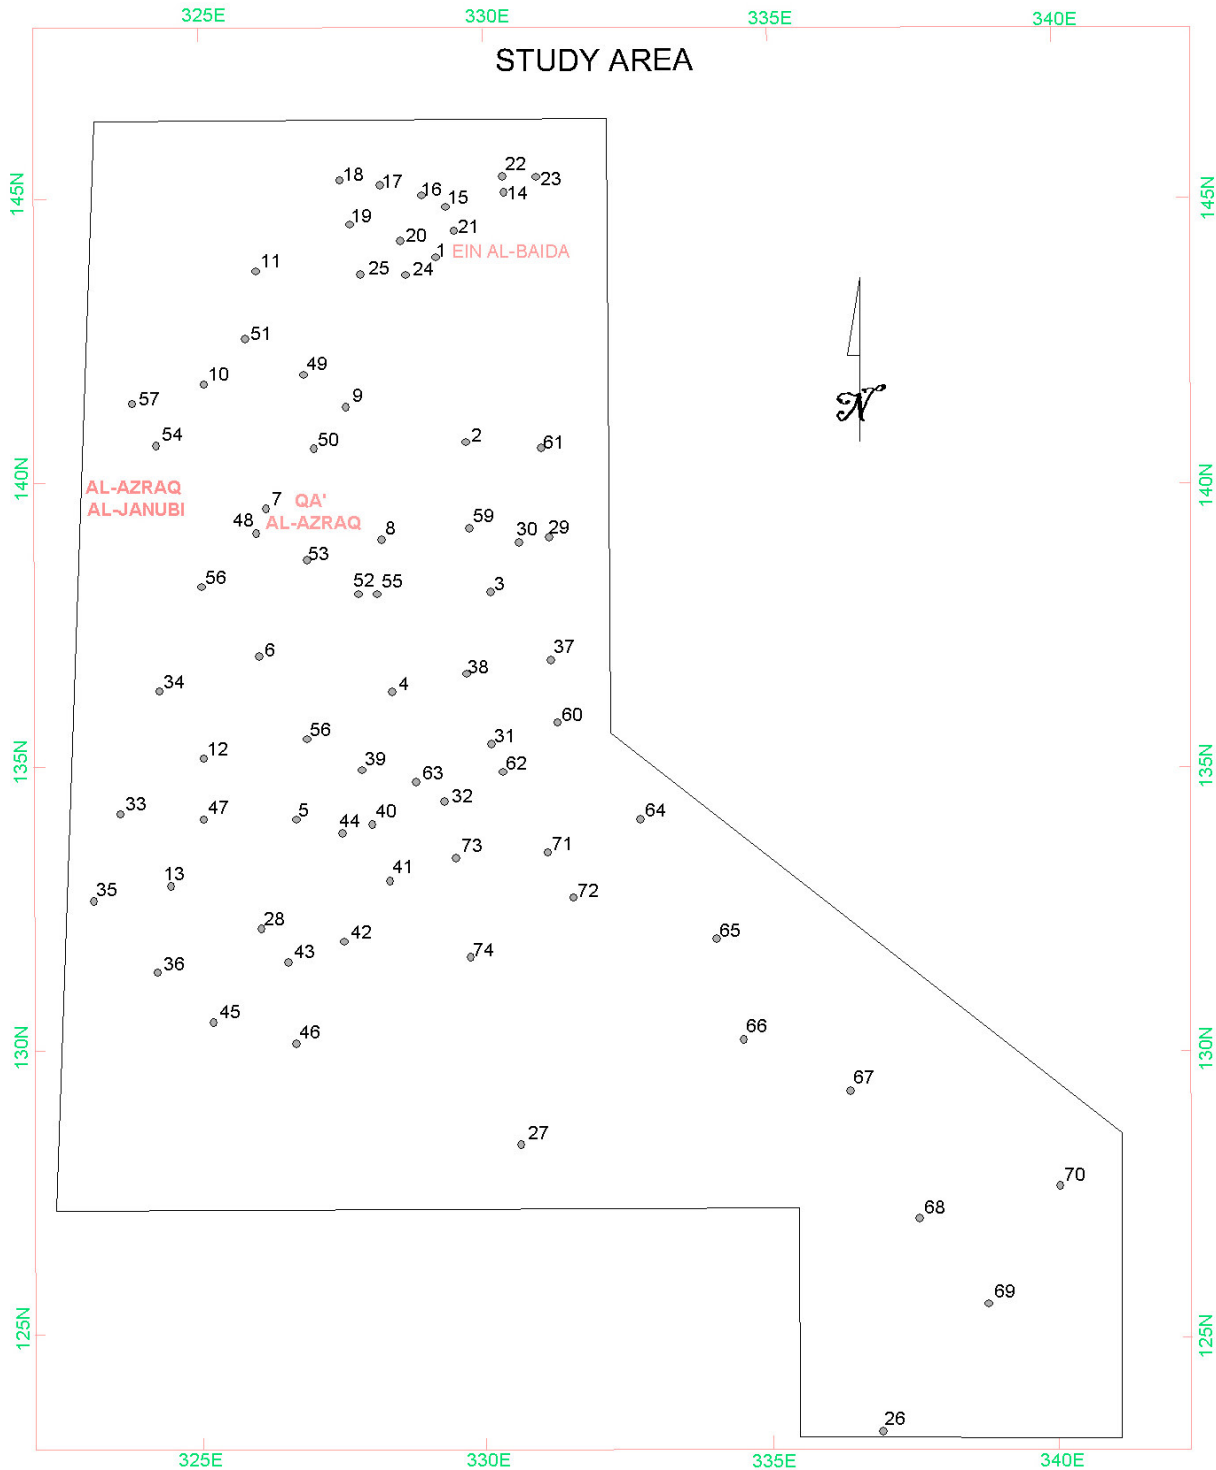 325E 330E 335E 340E
STUDY AREA
22
18 17 23
16 14
145N 15 145N
19
21
20
1 EIN AL-BAIDA
11 25 24
51
49
10
57 9
54 50 2 61
AL-AZRAQ
140N 140N
7 QA'
AL-JANUBI
48 AL-AZRAQ 8 59 30 29
53
56 52 55 3
6 37
34 4 38
60
56 31
12 39 62
135N 63 135N
33 47 5 44 40 32 64
73 71
13 41
35 72
28 42 65
43 74
36
45 66
46
130N 130N
67
27
70
68
69
125N 125N
26
325E 330E 335E 340E
N